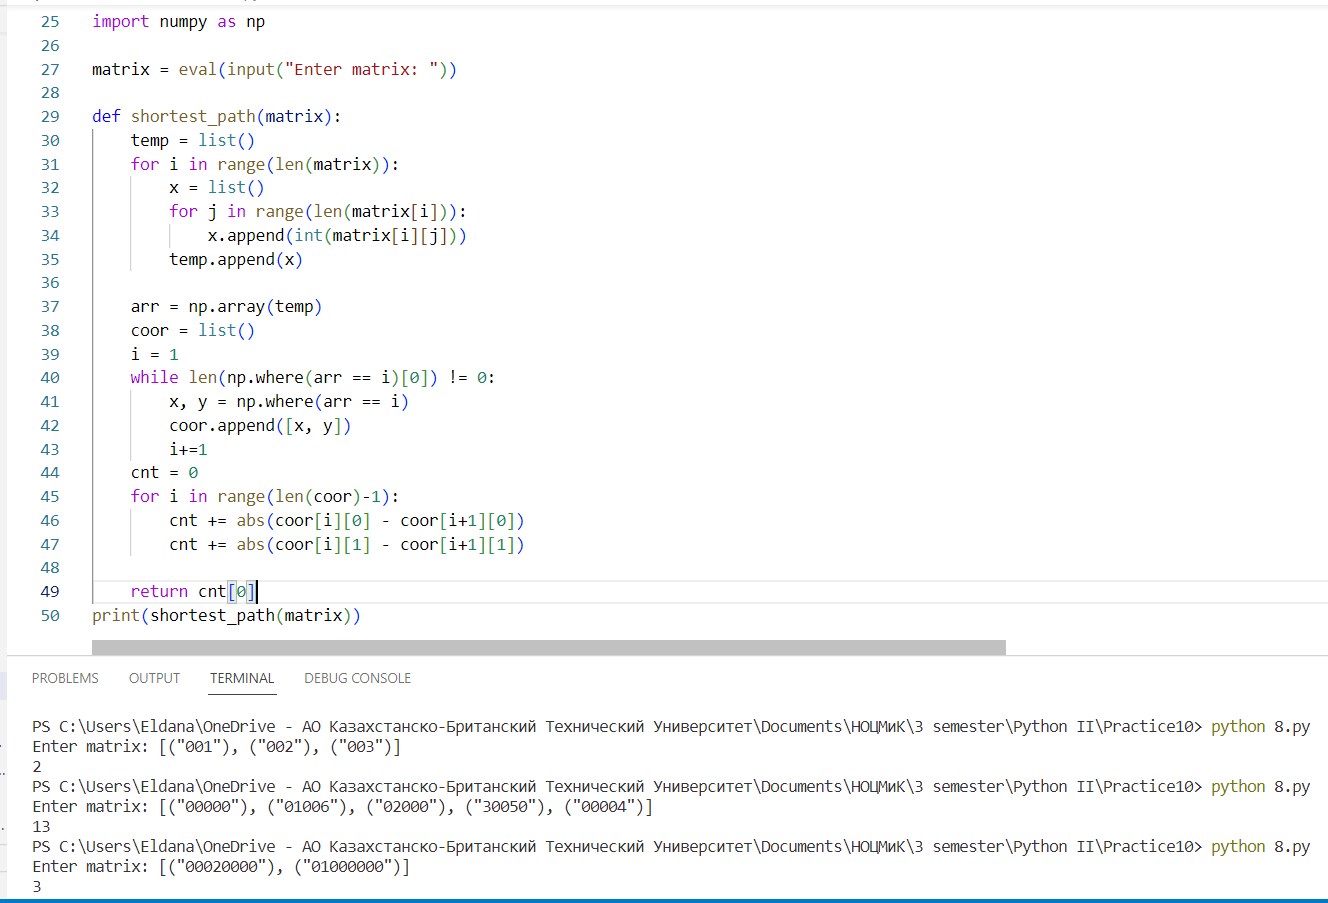 25 import numpy as np
26
27 matrix = eval(input("Enter matrix: "))
28
29 def shortest_path(matrix):
30     temp = list()
31     for i in range(len(matrix)):
32         x = list()
33         for j in range(len(matrix[i])):
34             x.append(int(matrix[i][j]))
35         temp.append(x)
36
37     arr = np.array(temp)
38     coor = list()
39     i = 1
40     while len(np.where(arr == i)[0]) != 0:
41         x, y = np.where(arr == i)
42         coor.append([x, y])
43         i+=1
44     cnt = 0
45     for i in range(len(coor)-1):
46         cnt += abs(coor[i][0] - coor[i+1][0])
47         cnt += abs(coor[i][1] - coor[i+1][1])
48
49     return cnt[0]
50 print(shortest_path(matrix))
PROBLEMS OUTPUT TERMINAL DEBUG CONSOLE
PS C:\Users\Eldana\OneDrive - АО Казахстанско-Британский Технический Университет\Documents\НОЦМиК\3 semester\Python II\Practice10> python 8.py
Enter matrix: [("001"), ("002"), ("003")]
2
PS C:\Users\Eldana\OneDrive - АО Казахстанско-Британский Технический Университет\Documents\НОЦМиК\3 semester\Python II\Practice10> python 8.py
Enter matrix: [("00000"), ("01006"), ("02000"), ("30050"), ("00004")]
13
PS C:\Users\Eldana\OneDrive - АО Казахстанско-Британский Технический Университет\Documents\НОЦМиК\3 semester\Python II\Practice10> python 8.py
Enter matrix: [("00020000"), ("01000000")]
3